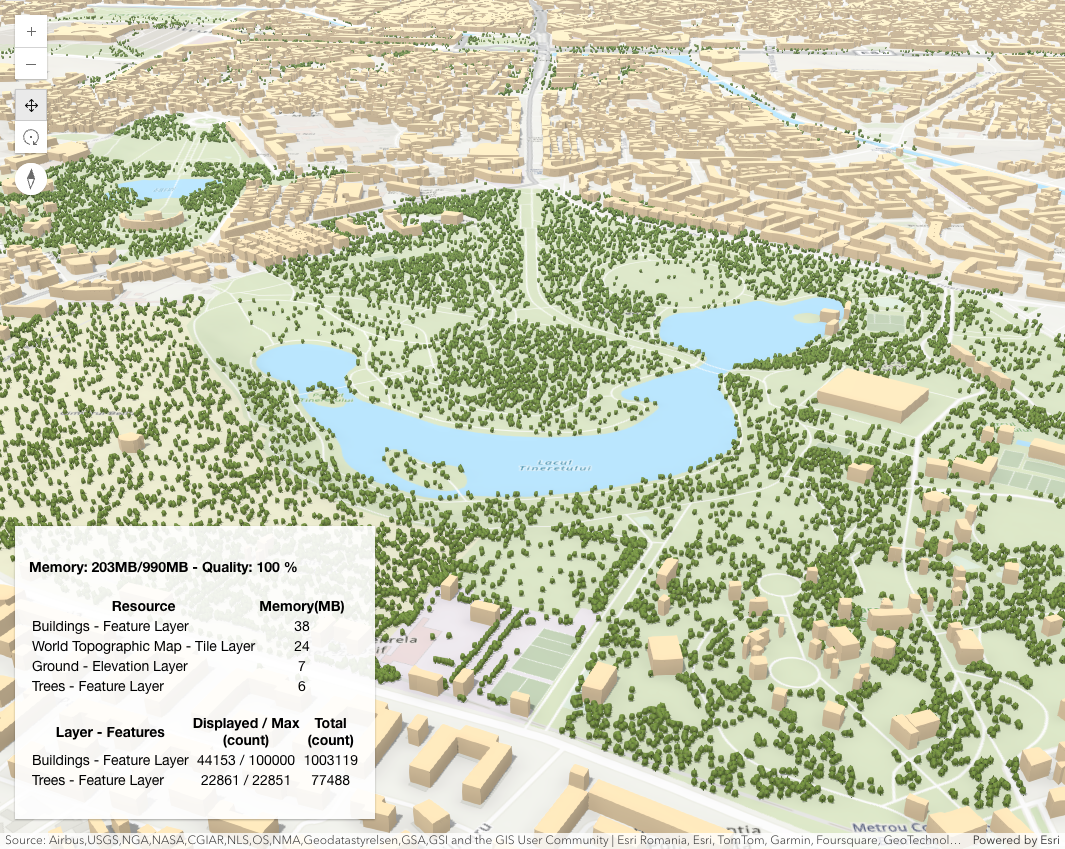 Lacul
Tineretului
Memory: 203MB/990MB - Quality: 100 %
Resource Memory(MB)
Buildings - Feature Layer 38
World Topographic Map - Tile Layer 24
Ground - Elevation Layer 7
Trees - Feature Layer 6
Layer - Features Displayed / Max (count) Total (count)
Buildings - Feature Layer 44153 / 100000 1003119
Trees - Feature Layer 22861 / 22851 77488
Metrou Co
Source: Airbus,USGS,NGA,NASA,CGIAR,NLS,OS,NMA,Geodatastyrelsen,GSA,GSI and the GIS User Community | Esri Romania, Esri, TomTom, Garmin, Foursquare, GeoTechnol... Powered by Esri